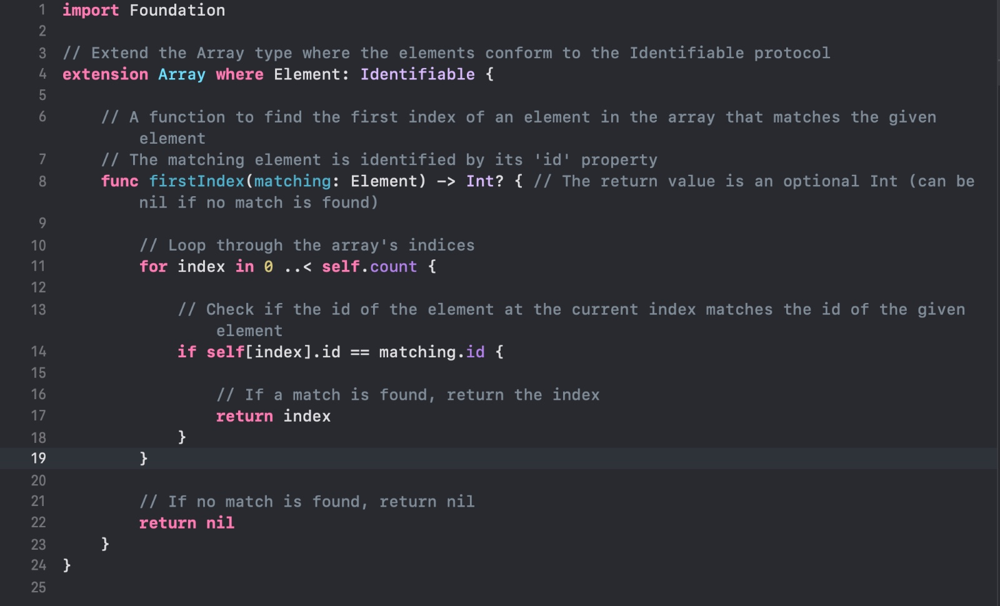 1 import Foundation
2
3 // Extend the Array type where the elements conform to the Identifiable protocol
4 extension Array where Element: Identifiable {
5
6 // A function to find the first index of an element in the array that matches the given
element
7 // The matching element is identified by its 'id' property
8 func firstIndex(matching: Element) -> Int? { // The return value is an optional Int (can be
nil if no match is found)
9
10 // Loop through the array's indices
11 for index in 0 ..< self.count {
12
13 // Check if the id of the element at the current index matches the id of the given
element
14 if self[index].id == matching.id {
15
16 // If a match is found, return the index
17 return index
18 }
19 }
20
21 // If no match is found, return nil
22 return nil
23 }
24 }
25